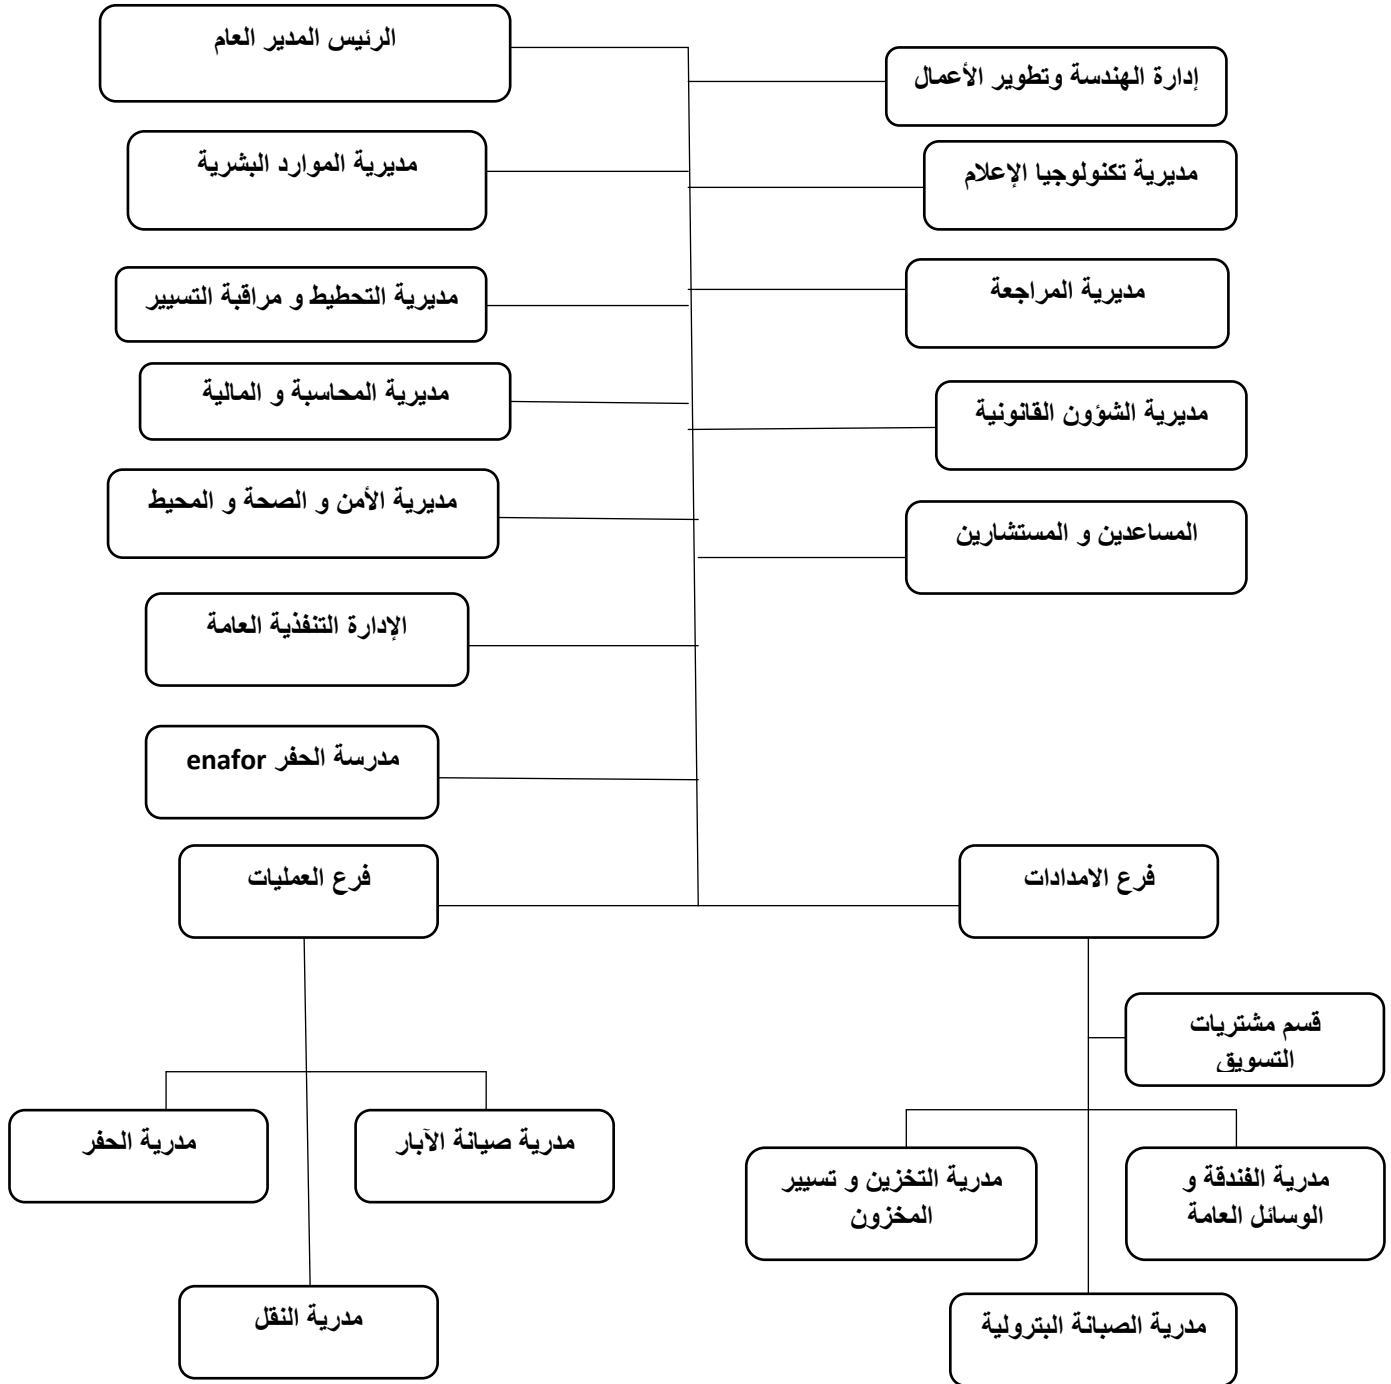 الرئيس المدير العام
إدارة الهندسة وتطوير الأعمال
مديرية الموارد البشرية
مديرية تكنولوجيا الإعلام
مديرية التحطيط و مراقبة التسيير
مديرية المراجعة
مديرية المحاسبة و المالية
مديرية الشؤون القانونية
مديرية الأمن و الصحة و المحيط
المساعدين و المستشارين
الإدارة التنفذية العامة
مدرسة الحفر enafor
فرع الامدادات
فرع العمليات
قسم مشتريات
التسويق
مدرية الفندقة و
الوسائل العامة
مدرية التخزين و تسيير
المخزون
مدرية صيانة الآبار
مدرية الحفر
مدرية الصبانة البترولية
مدرية النقل